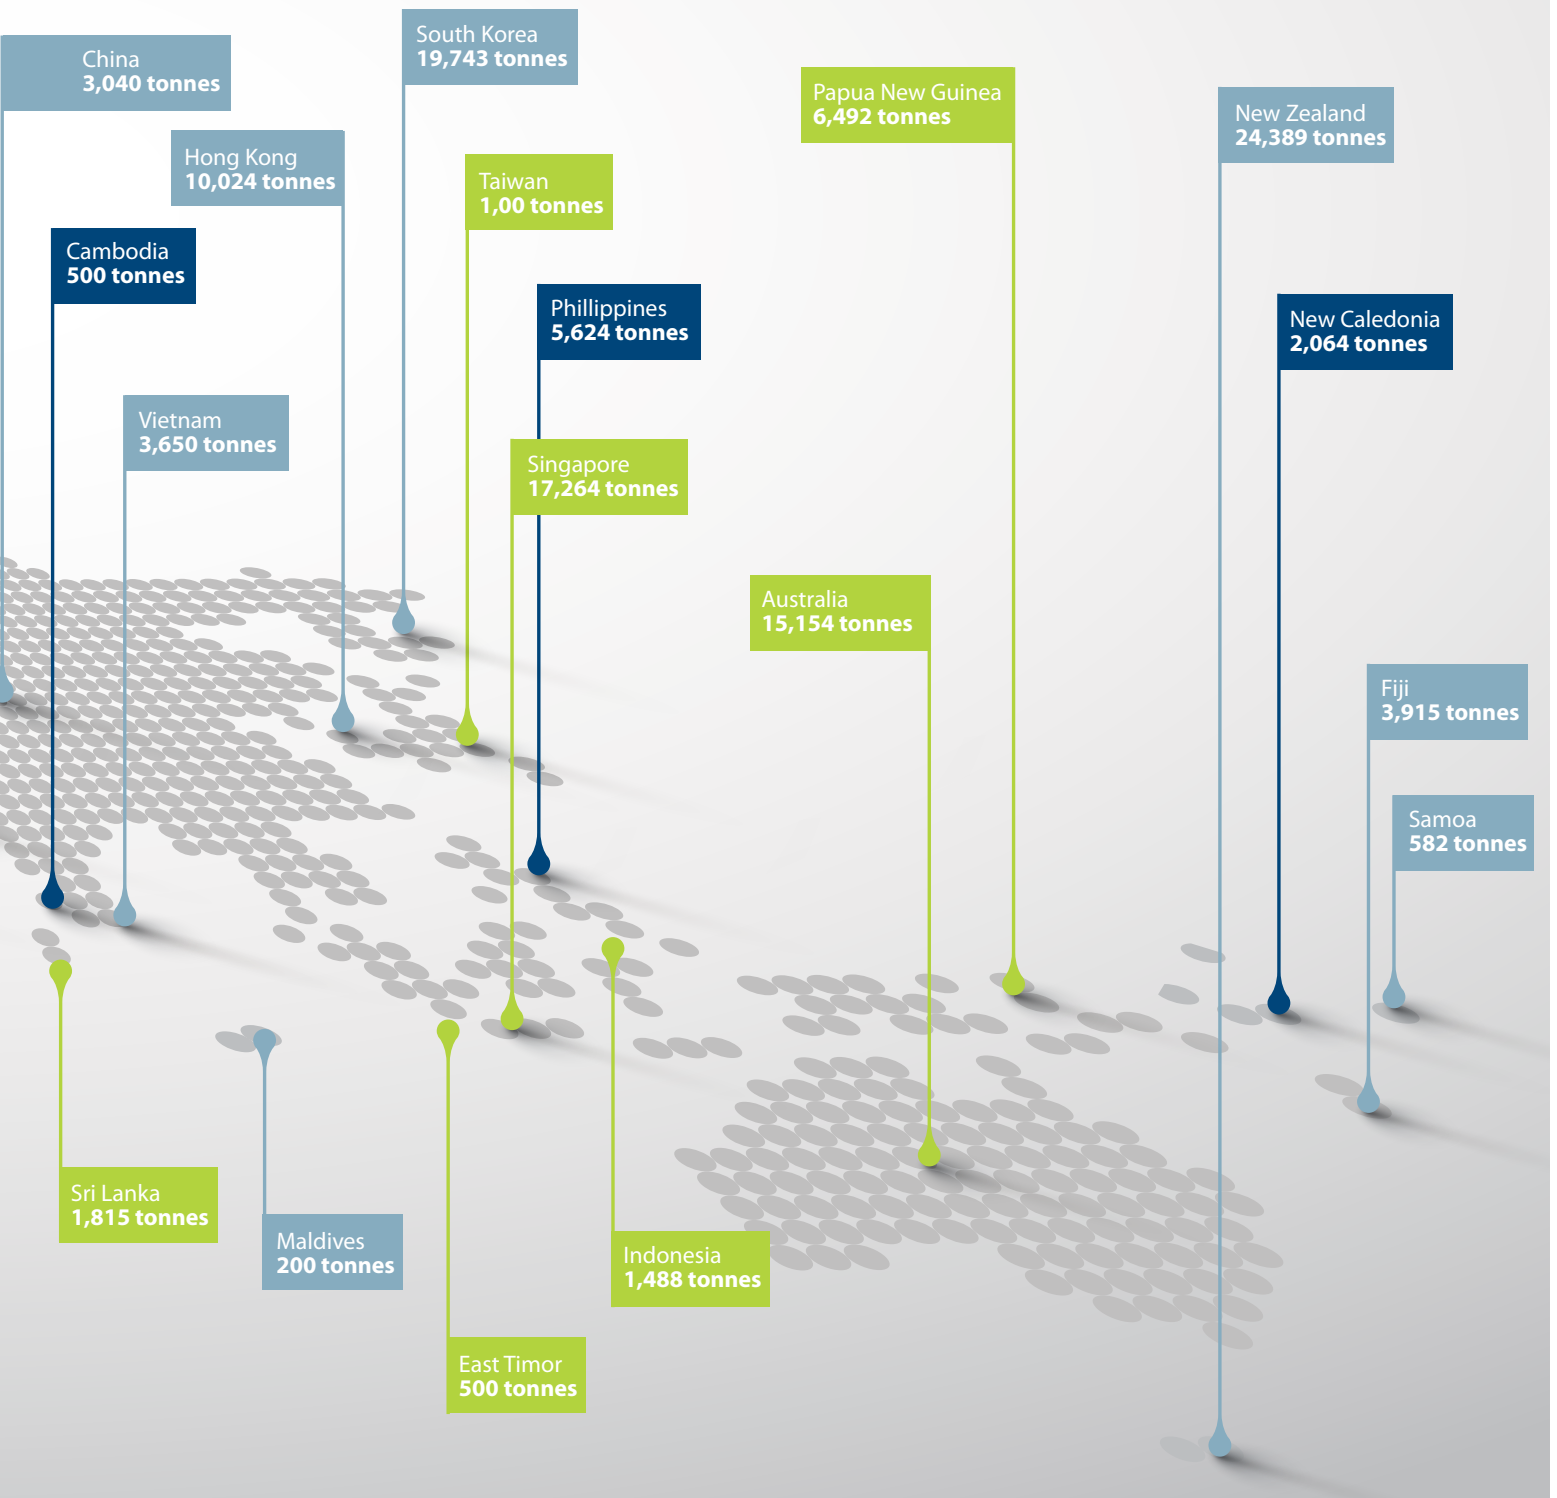 South Korea
19,743 tonnes
China
3,040 tonnes
Papua New Guinea
6,492 tonnes
New Zealand
24,389 tonnes
Hong Kong
10,024 tonnes
Taiwan
1,00 tonnes
Cambodia
500 tonnes
Phillippines
5,624 tonnes
New Caledonia
2,064 tonnes
Vietnam
3,650 tonnes
Singapore
17,264 tonnes
Australia
15,154 tonnes
Fiji
3,915 tonnes
Samoa
582 tonnes
Sri Lanka
1,815 tonnes
Maldives
200 tonnes
Indonesia
1,488 tonnes
East Timor
500 tonnes